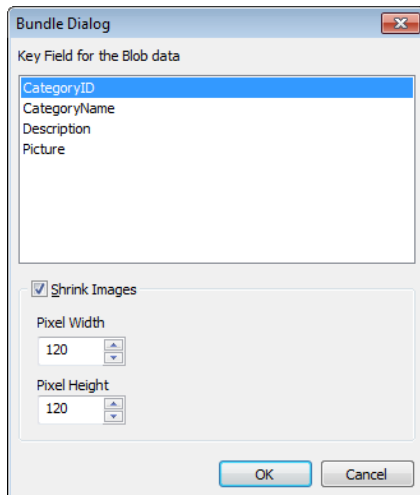 Bundle Dialog
Key Field for the Blob data
CategoryID
CategoryName
Description
Picture
Shrink Images
Pixel Width
120
Pixel Height
120
OK Cancel